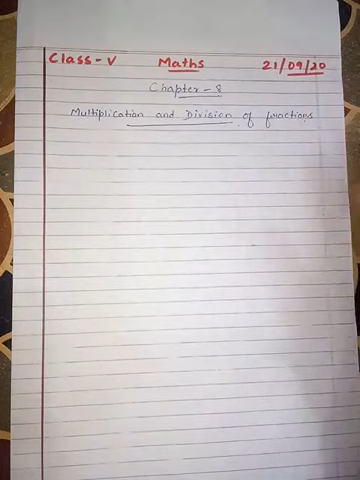 Class - V Maths 21/09/20
Chapter - 8
Multiplication and Division of fractions